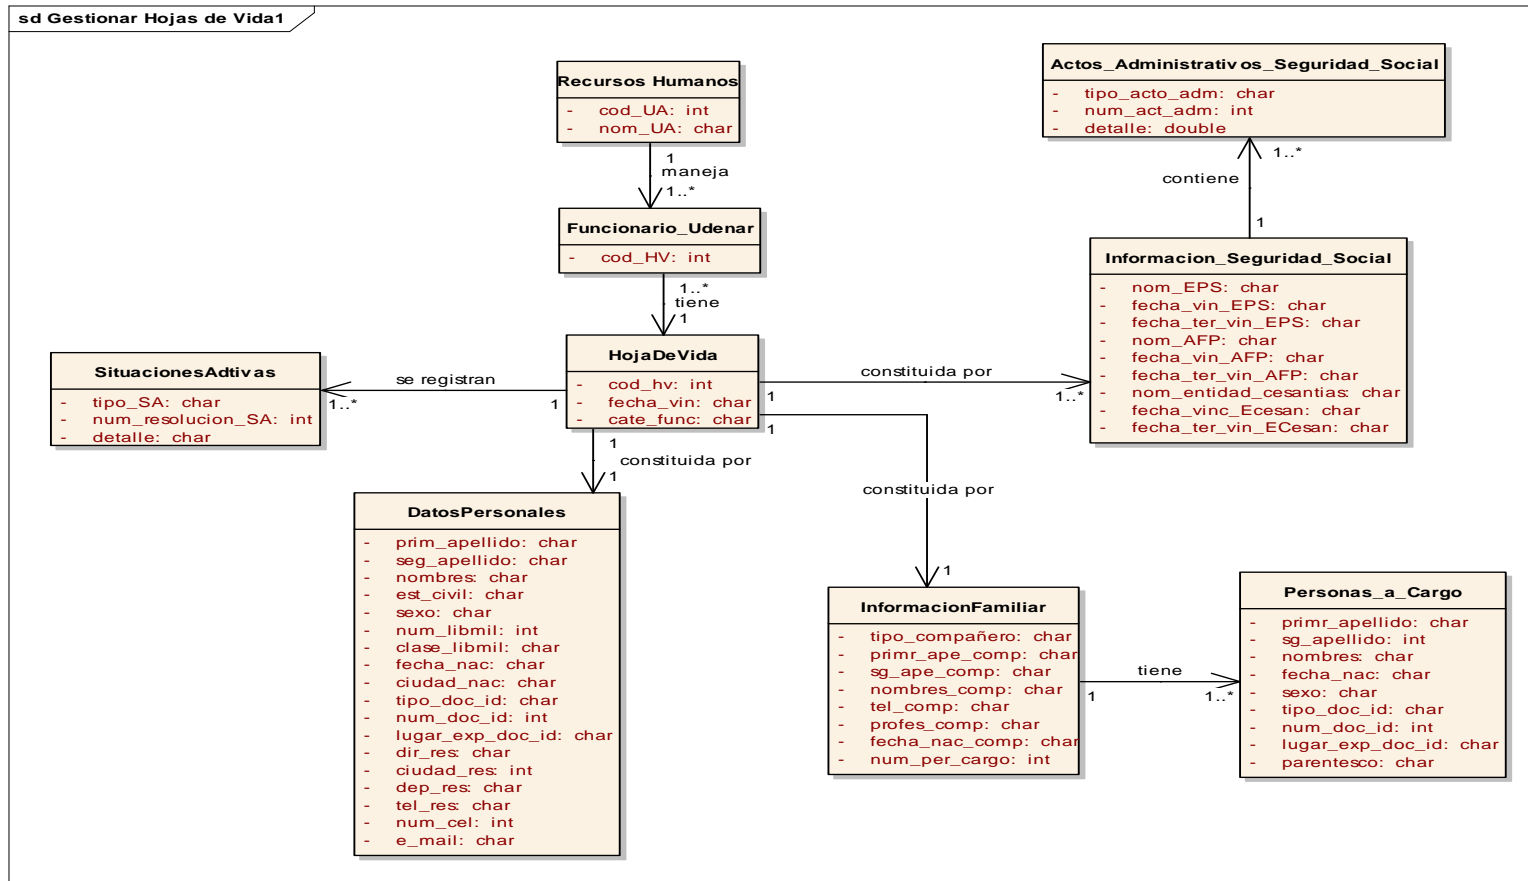 sd Gestionar Hojas de Vida1
Recursos Humanos
- cod_UA: int
- nom_UA: char
1
maneja
1..*
Funcionario_Udenar
- cod_HV: int
1..*
tiene
1
HojaDeVida
- cod_hv: int
- fecha_vin: char
- cate_func: char
Actos_Administrativos_Seguridad_Social
- tipo_acto_adm: char
- num_act_adm: int
- detalle: double
1..*
contiene
1
Informacion_Seguridad_Social
- nom_EPS: char
- fecha_vin_EPS: char
- fecha_ter_vin_EPS: char
- nom_AFP: char
- fecha_vin_AFP: char
- fecha_ter_vin_AFP: char
- nom_entidad_cesantias: char
- fecha_vinc_Ecesan: char
- fecha_ter_vin_ECesan: char
constituida por
1
1..*
SituacionesAdtivas
- tipo_SA: char
- num_resolucion_SA: int
- detalle: char
se registran
1..*
1
1
constituida por
1
DatosPersonales
- prim_apellido: char
- seg_apellido: char
- nombres: char
- est_civil: char
- sexo: char
- num_libmil: int
- clase_libmil: char
- fecha_nac: char
- ciudad_nac: char
- tipo_doc_id: char
- num_doc_id: int
- lugar_exp_doc_id: char
- dir_res: char
- ciudad_res: int
- dep_res: char
- tel_res: char
- num_cel: int
- e_mail: char
1
constituida por
1
InformacionFamiliar
- tipo_compañero: char
- primr_ape_comp: char
- sg_ape_comp: char
- nombres_comp: char
- tel_comp: char
- profes_comp: char
- fecha_nac_comp: char
- num_per_cargo: int
tiene
1
1..*
Personas_a_Cargo
- primr_apellido: char
- sg_apellido: int
- nombres: char
- fecha_nac: char
- sexo: char
- tipo_doc_id: char
- num_doc_id: int
- lugar_exp_doc_id: char
- parentesco: char